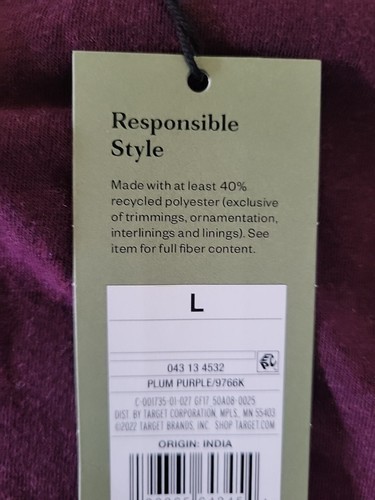 Responsible
Style
Made with at least 40%
recycled polyester (exclusive
of trimmings, ornamentation,
interlinings and linings). See
item for full fiber content.
L
043 13 4532
PLUM PURPLE/9766K
C-001735-01-027 GF17 50A08-0025
DIST. BY TARGET CORPORATION, MPLS, MN 55403
©2022 TARGET BRANDS, INC. SHOP TARGET.COM
ORIGIN: INDIA